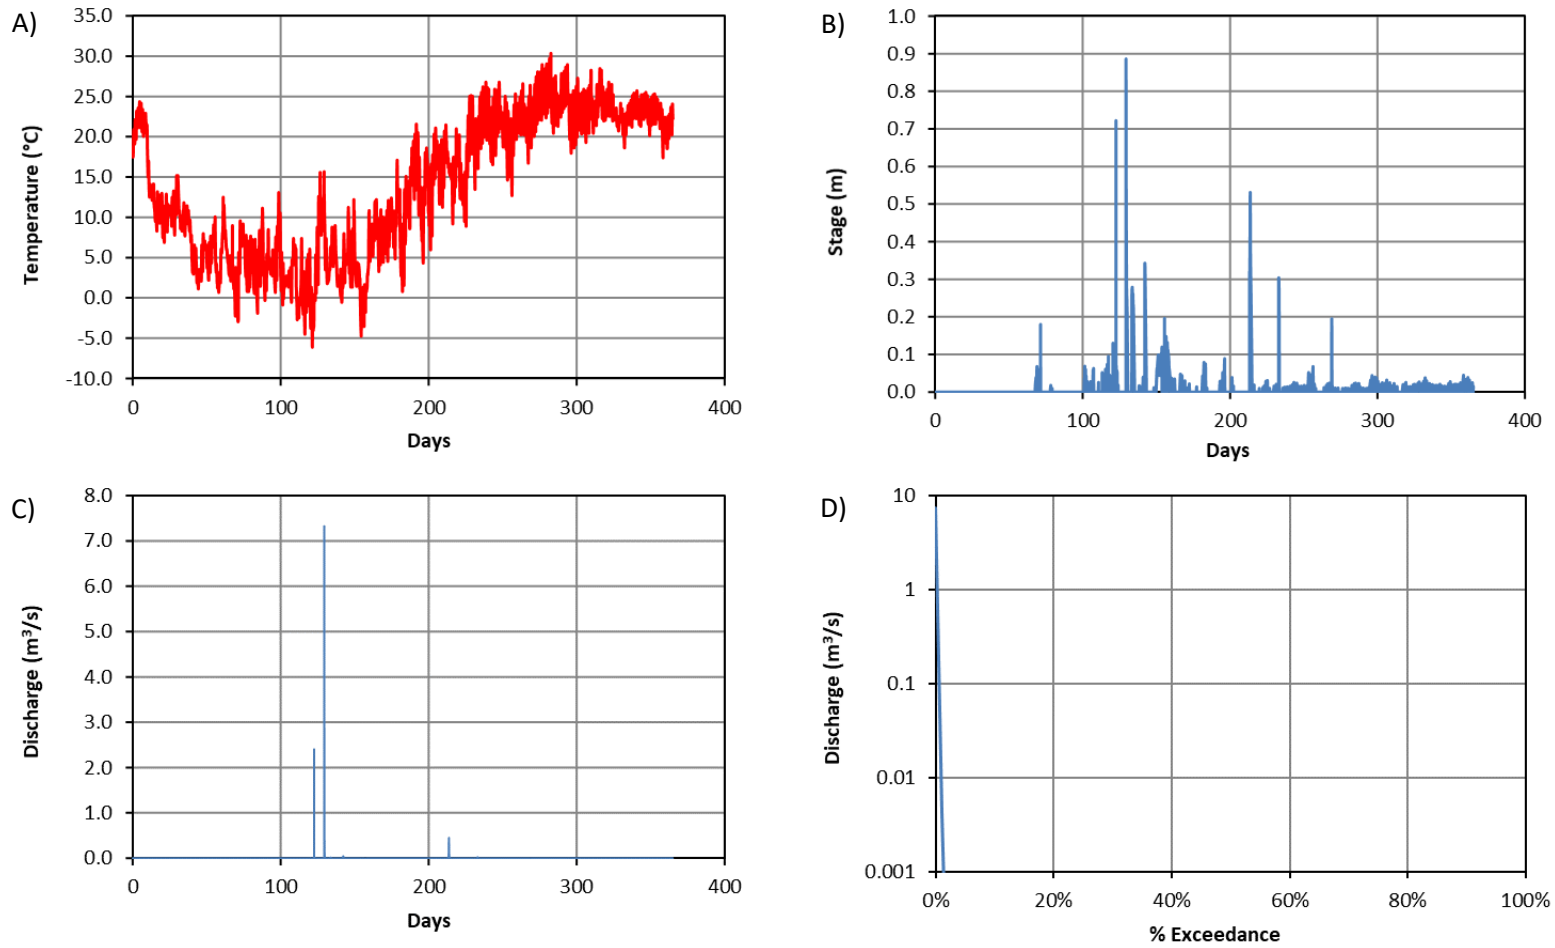 A)
35.0
30.0
25.0
20.0
15.0
10.0
5.0
0.0
-5.0
-10.0
Temperature (°C)
0 100 200 300 400
Days
B)
1.0
0.9
0.8
0.7
0.6
0.5
0.4
0.3
0.2
0.1
0.0
Stage (m)
0 100 200 300 400
Days
C)
8.0
7.0
6.0
5.0
4.0
3.0
2.0
1.0
0.0
Discharge (m³/s)
0 100 200 300 400
Days
D)
10
1
0.1
0.01
0.001
Discharge (m³/s)
0% 20% 40% 60% 80% 100%
% Exceedance